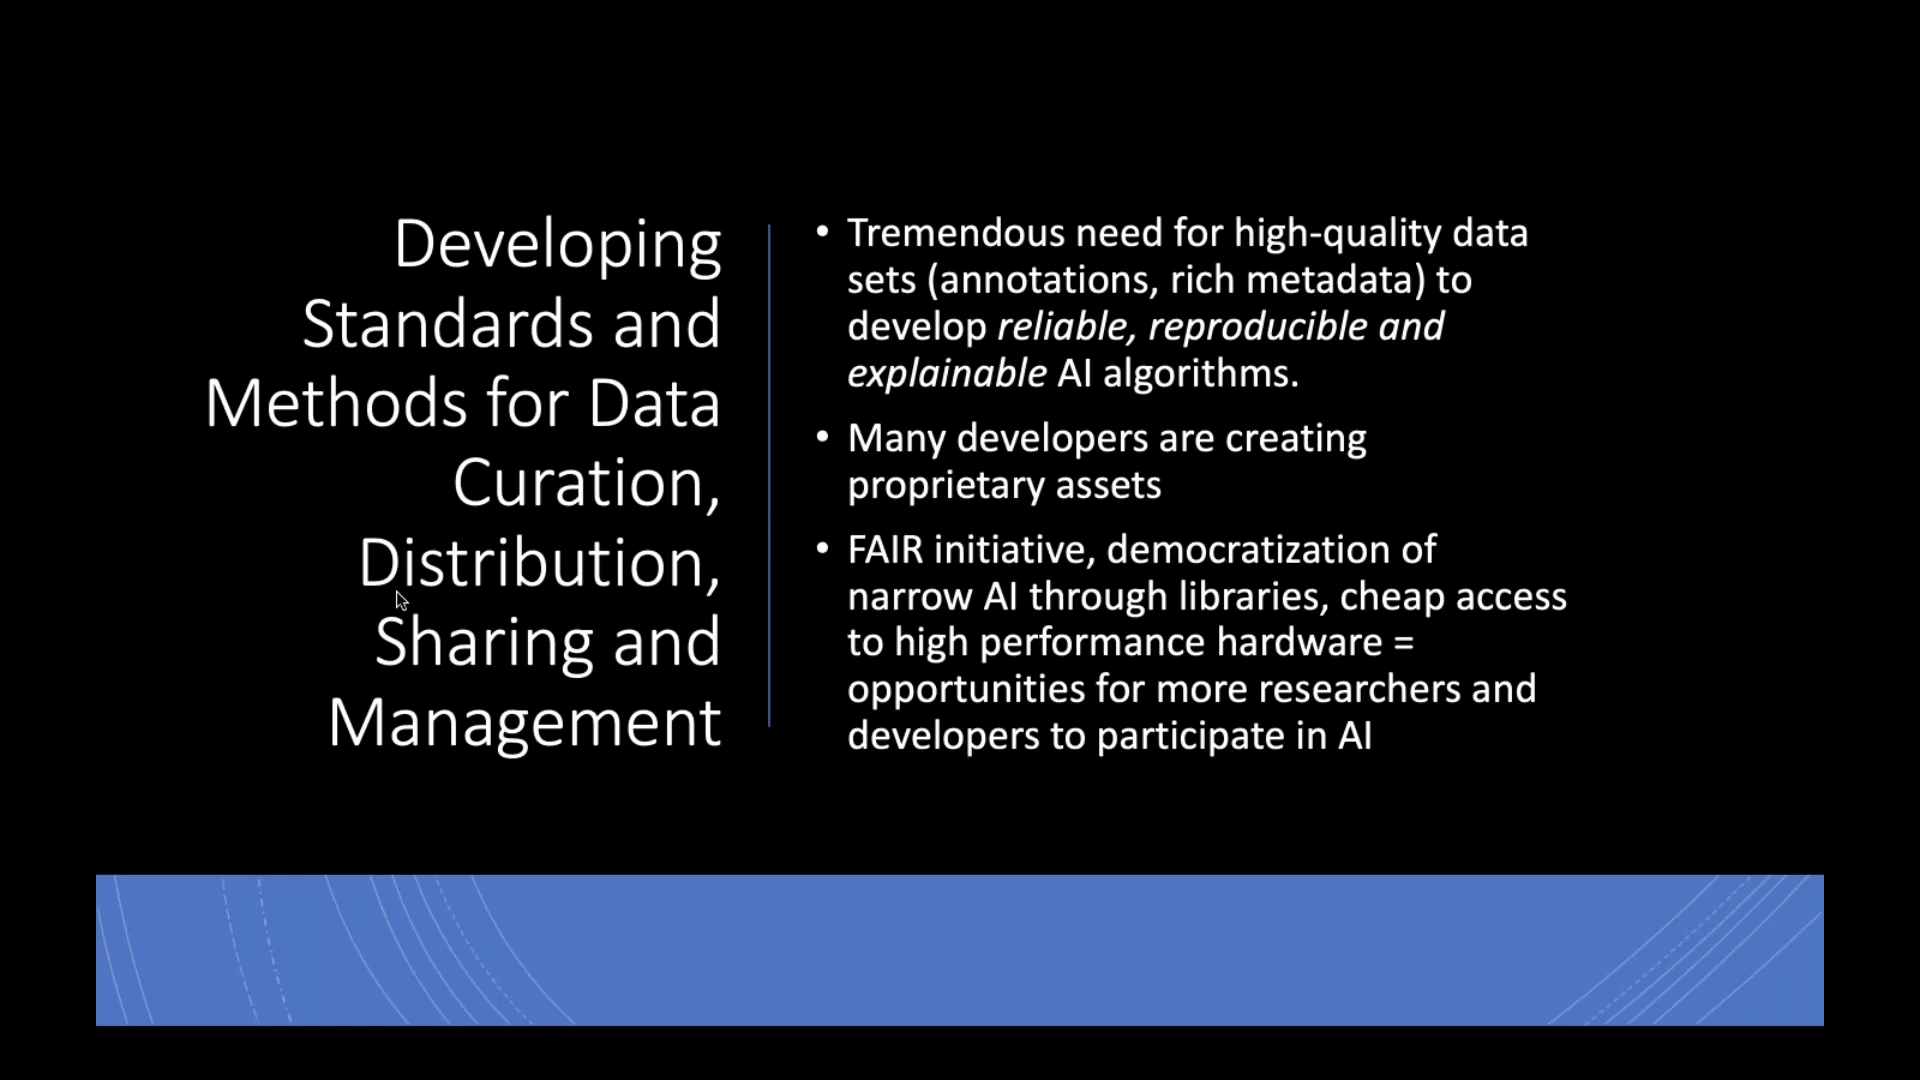 Developing
Standards and
Methods for Data
Curation,
Distribution,
Sharing and
Management
• Tremendous need for high-quality data
sets (annotations, rich metadata) to
develop reliable, reproducible and
explainable AI algorithms.
• Many developers are creating
proprietary assets
• FAIR initiative, democratization of
narrow AI through libraries, cheap access
to high performance hardware =
opportunities for more researchers and
developers to participate in AI